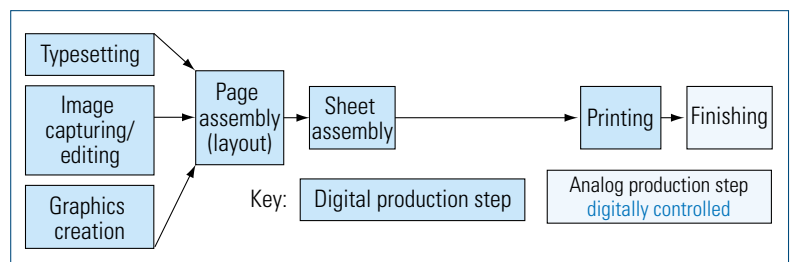 Typesetting
Image
capturing/
editing
Graphics
creation
Page
assembly
(layout)
Sheet
assembly
Printing
Finishing
Key:
Digital production step
Analog production step
digitally controlled